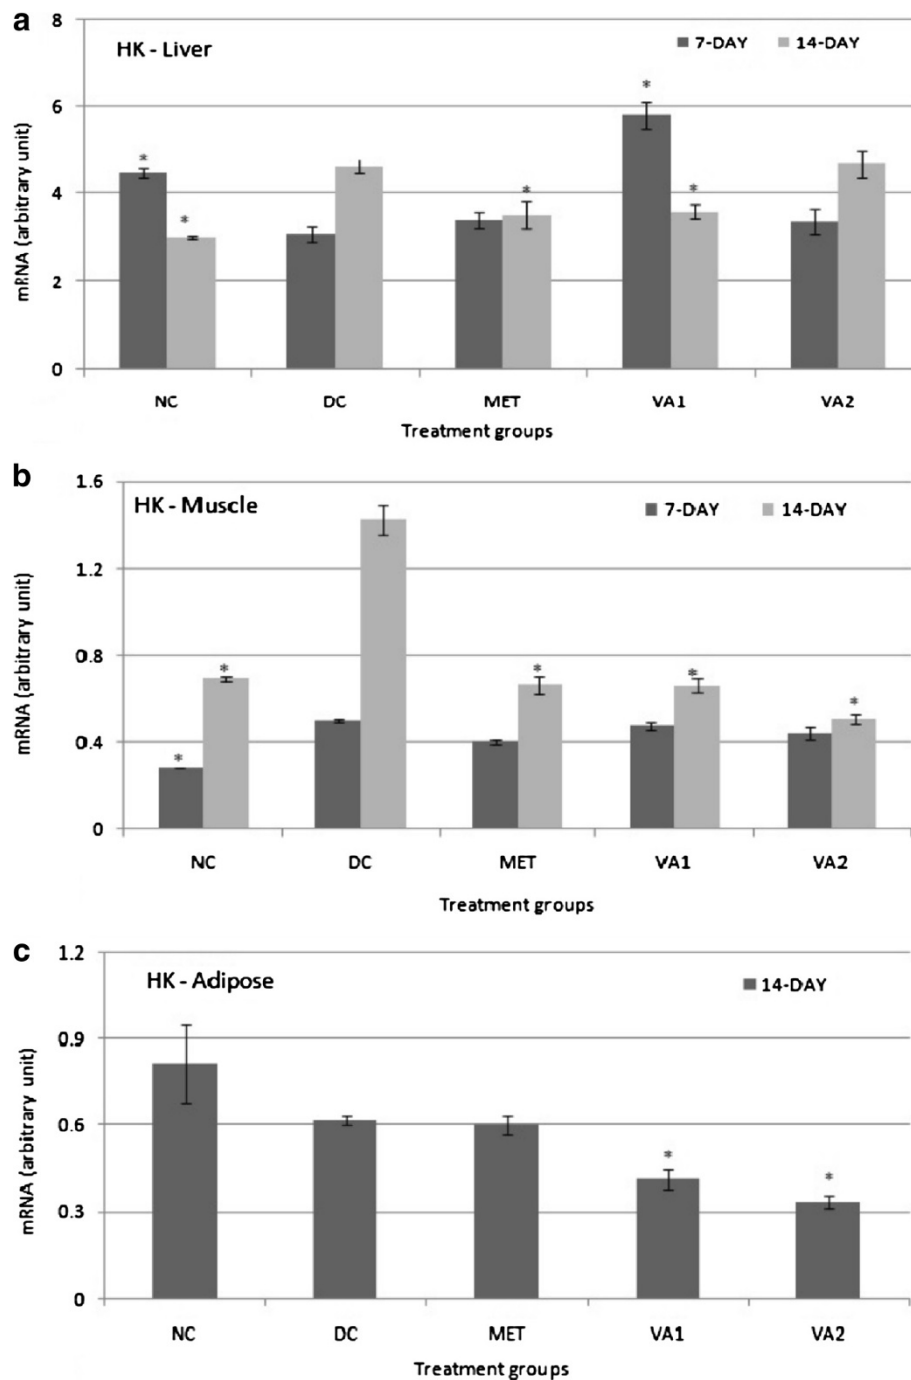 a
HK - Liver
7-DAY 14-DAY
mRNA (arbitrary unit)
8
6
4
2
0
* * * * *
NC DC MET VA1 VA2
Treatment groups
b
HK - Muscle
7-DAY 14-DAY
mRNA (arbitrary unit)
1.6
1.2
0.8
0.4
0
* * * * *
NC DC MET VA1 VA2
Treatment groups
c
HK - Adipose
14-DAY
mRNA (arbitrary unit)
1.2
0.9
0.6
0.3
0
* *
NC DC MET VA1 VA2
Treatment groups